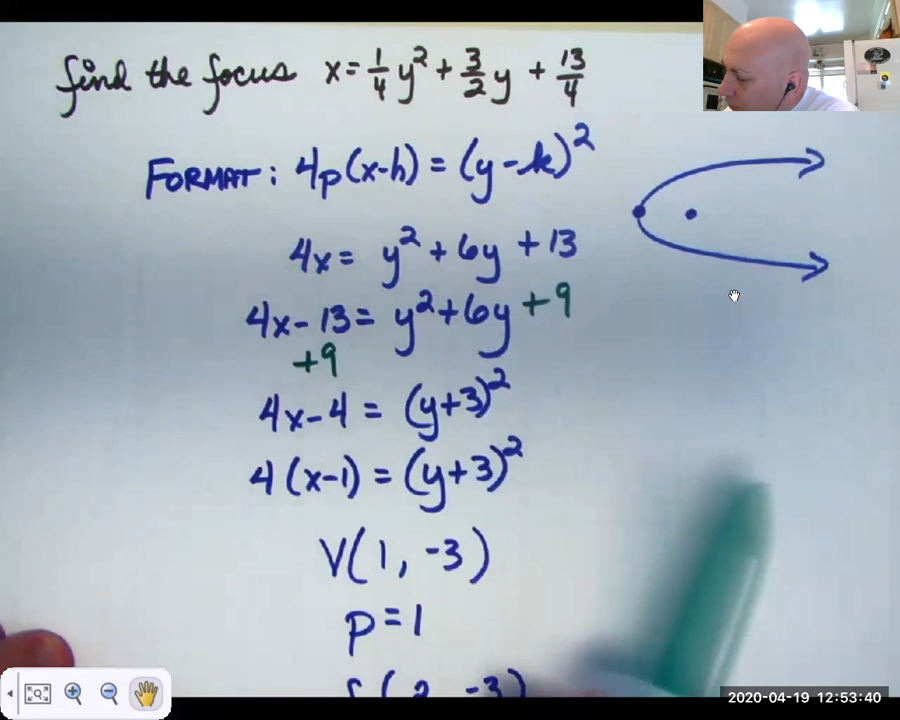 find the focus x = 1/4 y² + 3/2 y + 13/4
FORMAT: 4p(x-h) = (y-k)²
4x = y² + 6y + 13
4x - 13 = y² + 6y + 9
+9
4x - 4 = (y+3)²
4(x-1) = (y+3)²
V(1, -3)
p = 1
f(2, -3)
2020-04-19 12:53:40